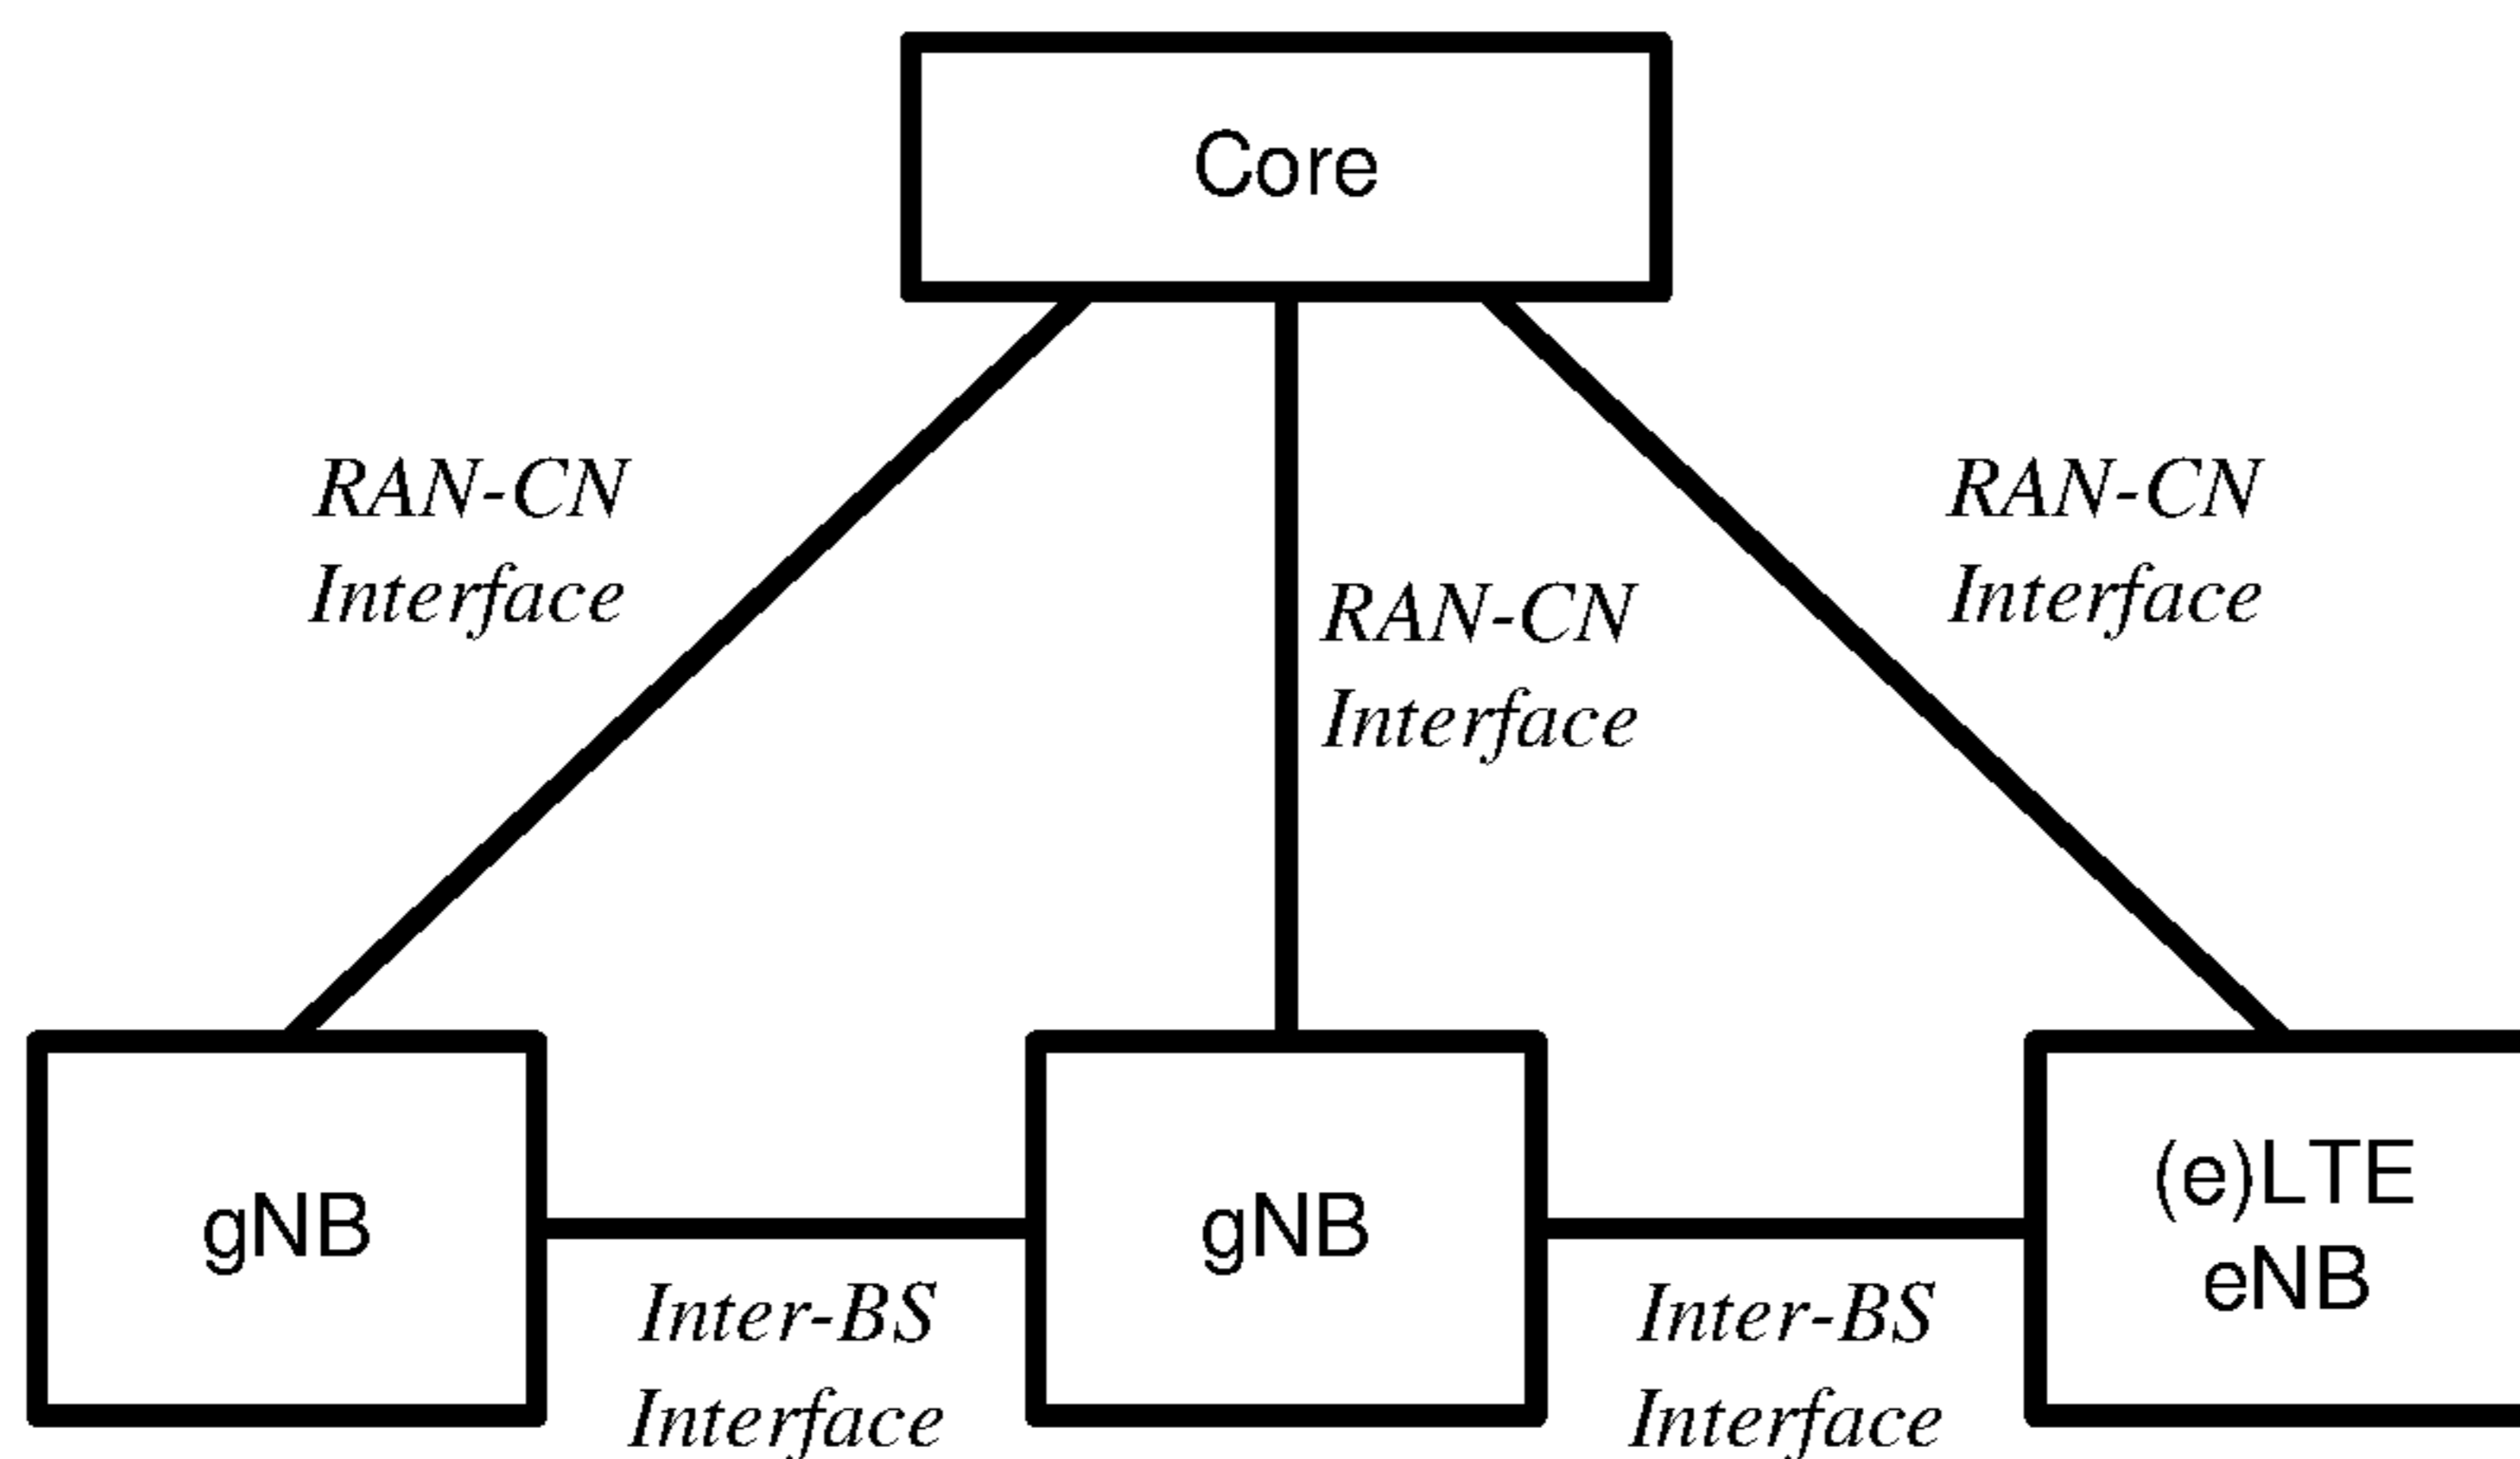 Core
RAN-CN
Interface
RAN-CN
Interface
RAN-CN
Interface
gNB
gNB
(e)LTE
eNB
Inter-BS
Interface
Inter-BS
Interface